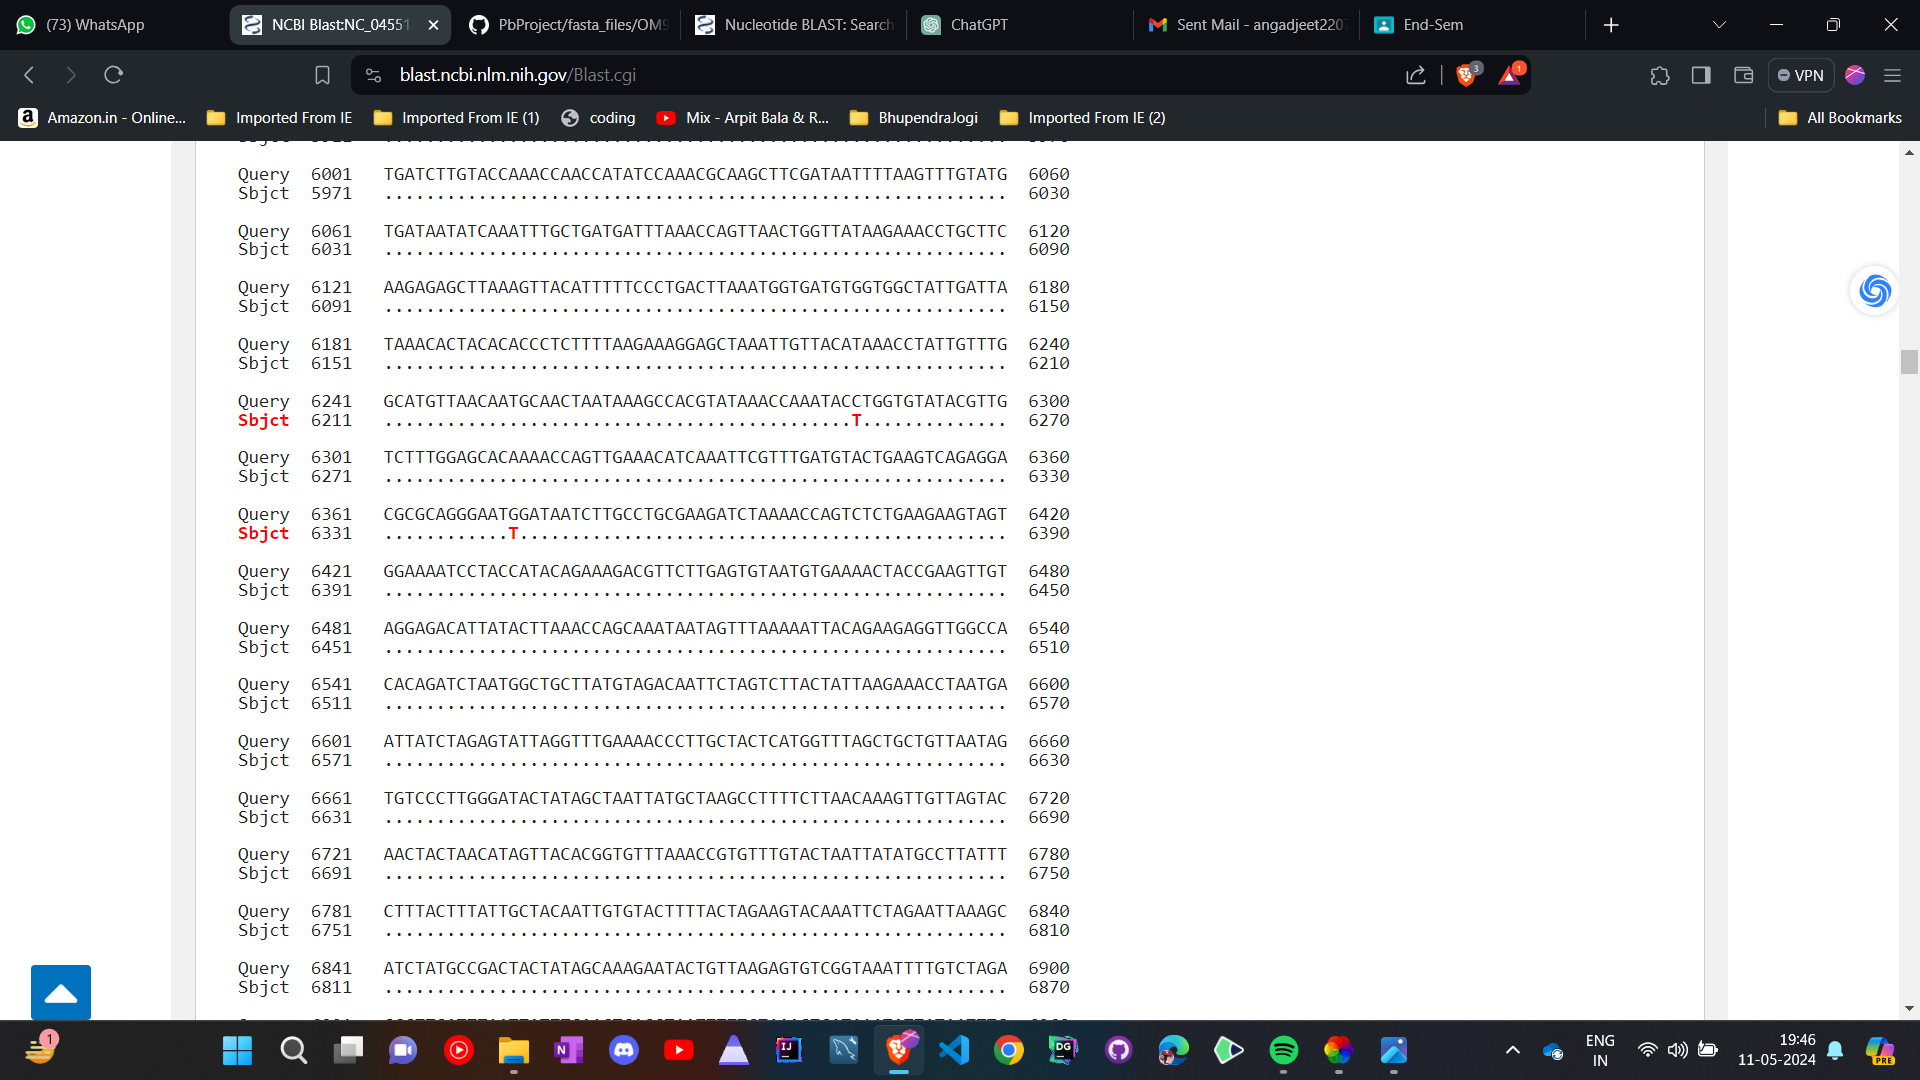 (73) WhatsApp
NCBI Blast:NC_04551
PbProject/fasta_files/OM9
Nucleotide BLAST: Search
ChatGPT
Sent Mail - angadjeet220
End-Sem
blast.ncbi.nlm.nih.gov/Blast.cgi
3
1
VPN
Amazon.in - Online...
Imported From IE
Imported From IE (1)
coding
Mix - Arpit Bala & R...
BhupendraJogi
Imported From IE (2)
All Bookmarks
Query 6001 TGATCTTGTACCAAACCAACCATATCCAAACGCAAGCTTCGATAATTTTAAGTTTGTATG 6060
Sbjct 5971 ............................................................ 6030
Query 6061 TGATAATATCAAATTTGCTGATGATTTAAACCAGTTAACTGGTTATAAGAAACCTGCTTC 6120
Sbjct 6031 ............................................................ 6090
Query 6121 AAGAGAGCTTAAAGTTACATTTTTCCCTGACTTAAATGGTGATGTGGTGGCTATTGATTA 6180
Sbjct 6091 ............................................................ 6150
Query 6181 TAAACACTACACACCCTCTTTTAAGAAAGGAGCTAAATTGTTACATAAACCTATTGTTTG 6240
Sbjct 6151 ............................................................ 6210
Query 6241 GCATGTTAACAATGCAACTAATAAAGCCACGTATAAACCAAATACCTGGTGTATACGTTG 6300
Sbjct 6211 .............................................T.............. 6270
Query 6301 TCTTTGGAGCACAAAACCAGTTGAAACATCAAATTCGTTTGATGTACTGAAGTCAGAGGA 6360
Sbjct 6271 ............................................................ 6330
Query 6361 CGCGCAGGGAATGGATAATCTTGCCTGCGAAGATCTAAAACCAGTCTCTGAAGAAGTAGT 6420
Sbjct 6331 ............T............................................... 6390
Query 6421 GGAAAATCCTACCATACAGAAAGACGTTCTTGAGTGTAATGTGAAAACTACCGAAGTTGT 6480
Sbjct 6391 ............................................................ 6450
Query 6481 AGGAGACATTATACTTAAACCAGCAAATAATAGTTTAAAAATTACAGAAGAGGTTGGCCA 6540
Sbjct 6451 ............................................................ 6510
Query 6541 CACAGATCTAATGGCTGCTTATGTAGACAATTCTAGTCTTACTATTAAGAAACCTAATGA 6600
Sbjct 6511 ............................................................ 6570
Query 6601 ATTATCTAGAGTATTAGGTTTGAAAACCCTTGCTACTCATGGTTTAGCTGCTGTTAATAG 6660
Sbjct 6571 ............................................................ 6630
Query 6661 TGTCCCTTGGGATACTATAGCTAATTATGCTAAGCCTTTTCTTAACAAAGTTGTTAGTAC 6720
Sbjct 6631 ............................................................ 6690
Query 6721 AACTACTAACATAGTTACACGGTGTTTAAACCGTGTTTGTACTAATTATATGCCTTATTT 6780
Sbjct 6691 ............................................................ 6750
Query 6781 CTTTACTTTATTGCTACAATTGTGTACTTTTACTAGAAGTACAAATTCTAGAATTAAAGC 6840
Sbjct 6751 ............................................................ 6810
Query 6841 ATCTATGCCGACTACTATAGCAAAGAATACTGTTAAGAGTGTCGGTAAATTTTGTCTAGA 6900
Sbjct 6811 ............................................................ 6870
1
ENG
IN
19:46
11-05-2024
PRE